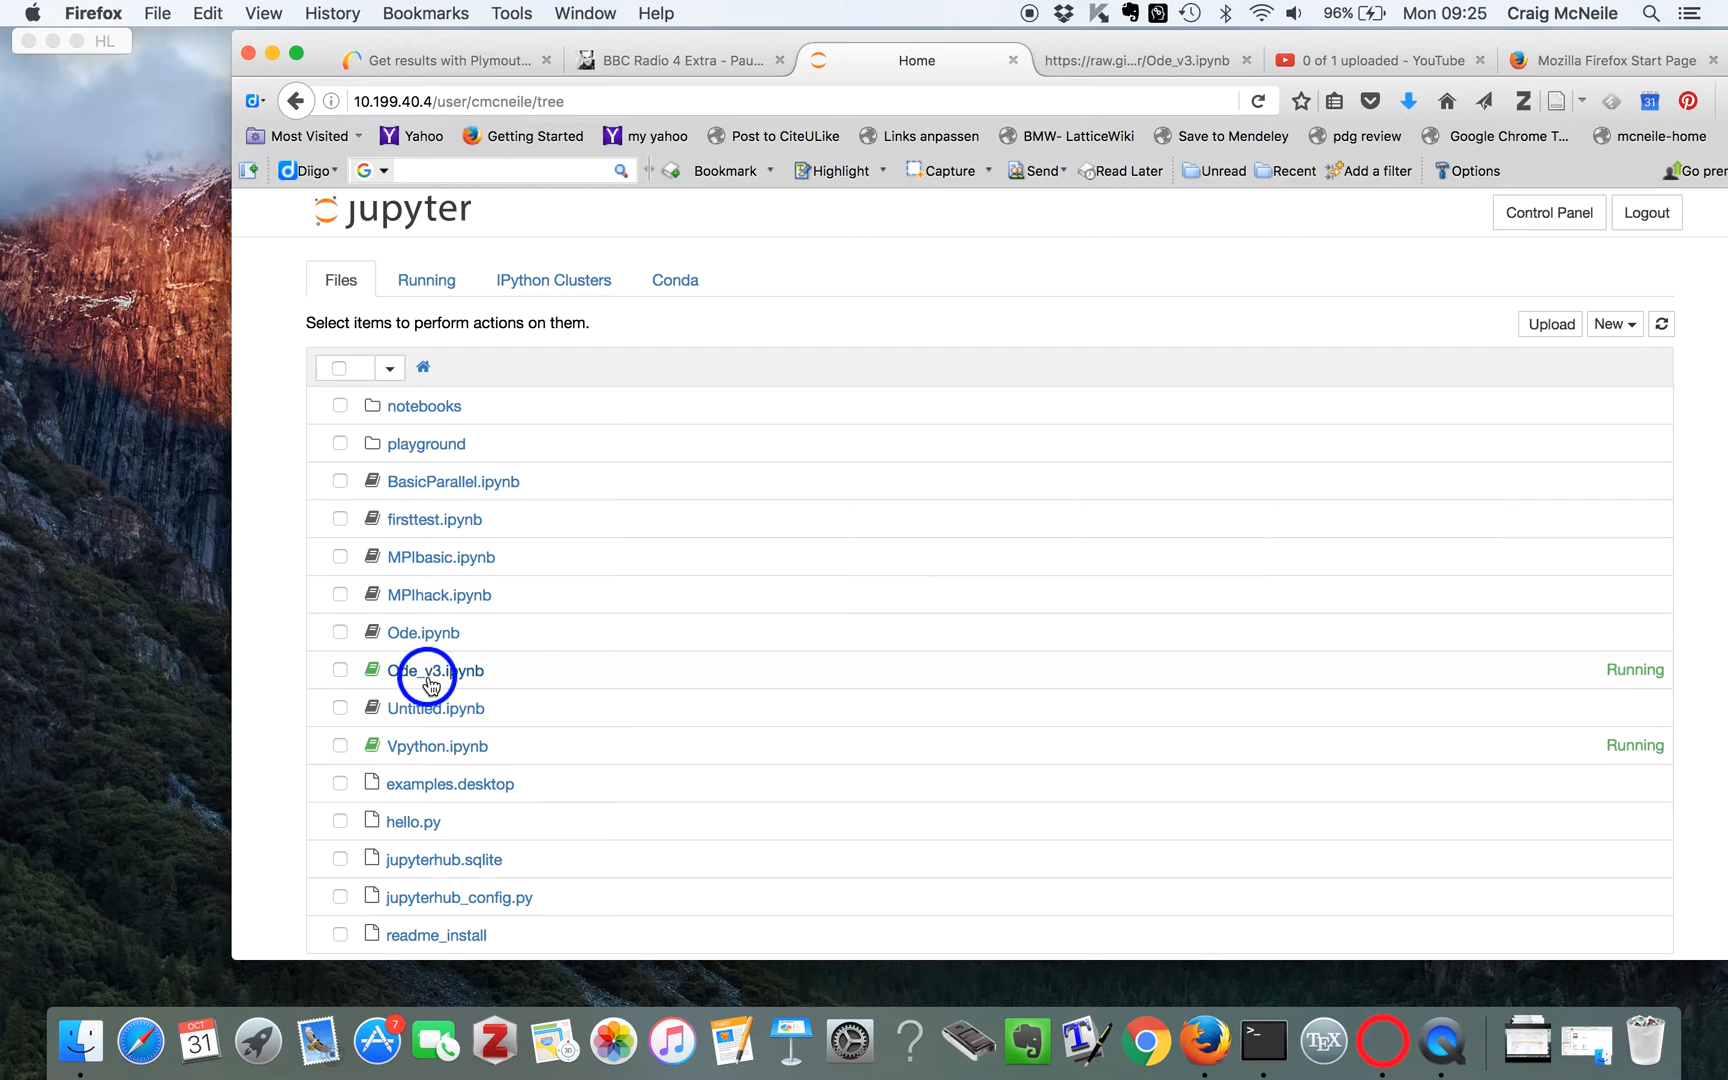 Firefox File Edit View History Bookmarks Tools Window Help 96% Mon 09:25 Craig McNeile
HL
Get results with Plymout... BBC Radio 4 Extra - Pau... Home https://raw.gi...r/Ode_v3.ipynb 0 of 1 uploaded - YouTube Mozilla Firefox Start Page
10.199.40.4/user/cmcneile/tree
Most Visited Yahoo Getting Started my yahoo Post to CiteULike Links anpassen BMW- LatticeWiki Save to Mendeley pdg review Google Chrome T... mcneile-home
Diigo Bookmark Highlight Capture Send Read Later Unread Recent Add a filter Options Go prer
jupyter Control Panel Logout
Files Running IPython Clusters Conda
Select items to perform actions on them. Upload New
notebooks
playground
BasicParallel.ipynb
firsttest.ipynb
MPIbasic.ipynb
MPIhack.ipynb
Ode.ipynb
Ode_v3.ipynb Running
Untitled.ipynb
Vpython.ipynb Running
examples.desktop
hello.py
jupyterhub.sqlite
jupyterhub_config.py
readme_install
OCT
31
7
TEX